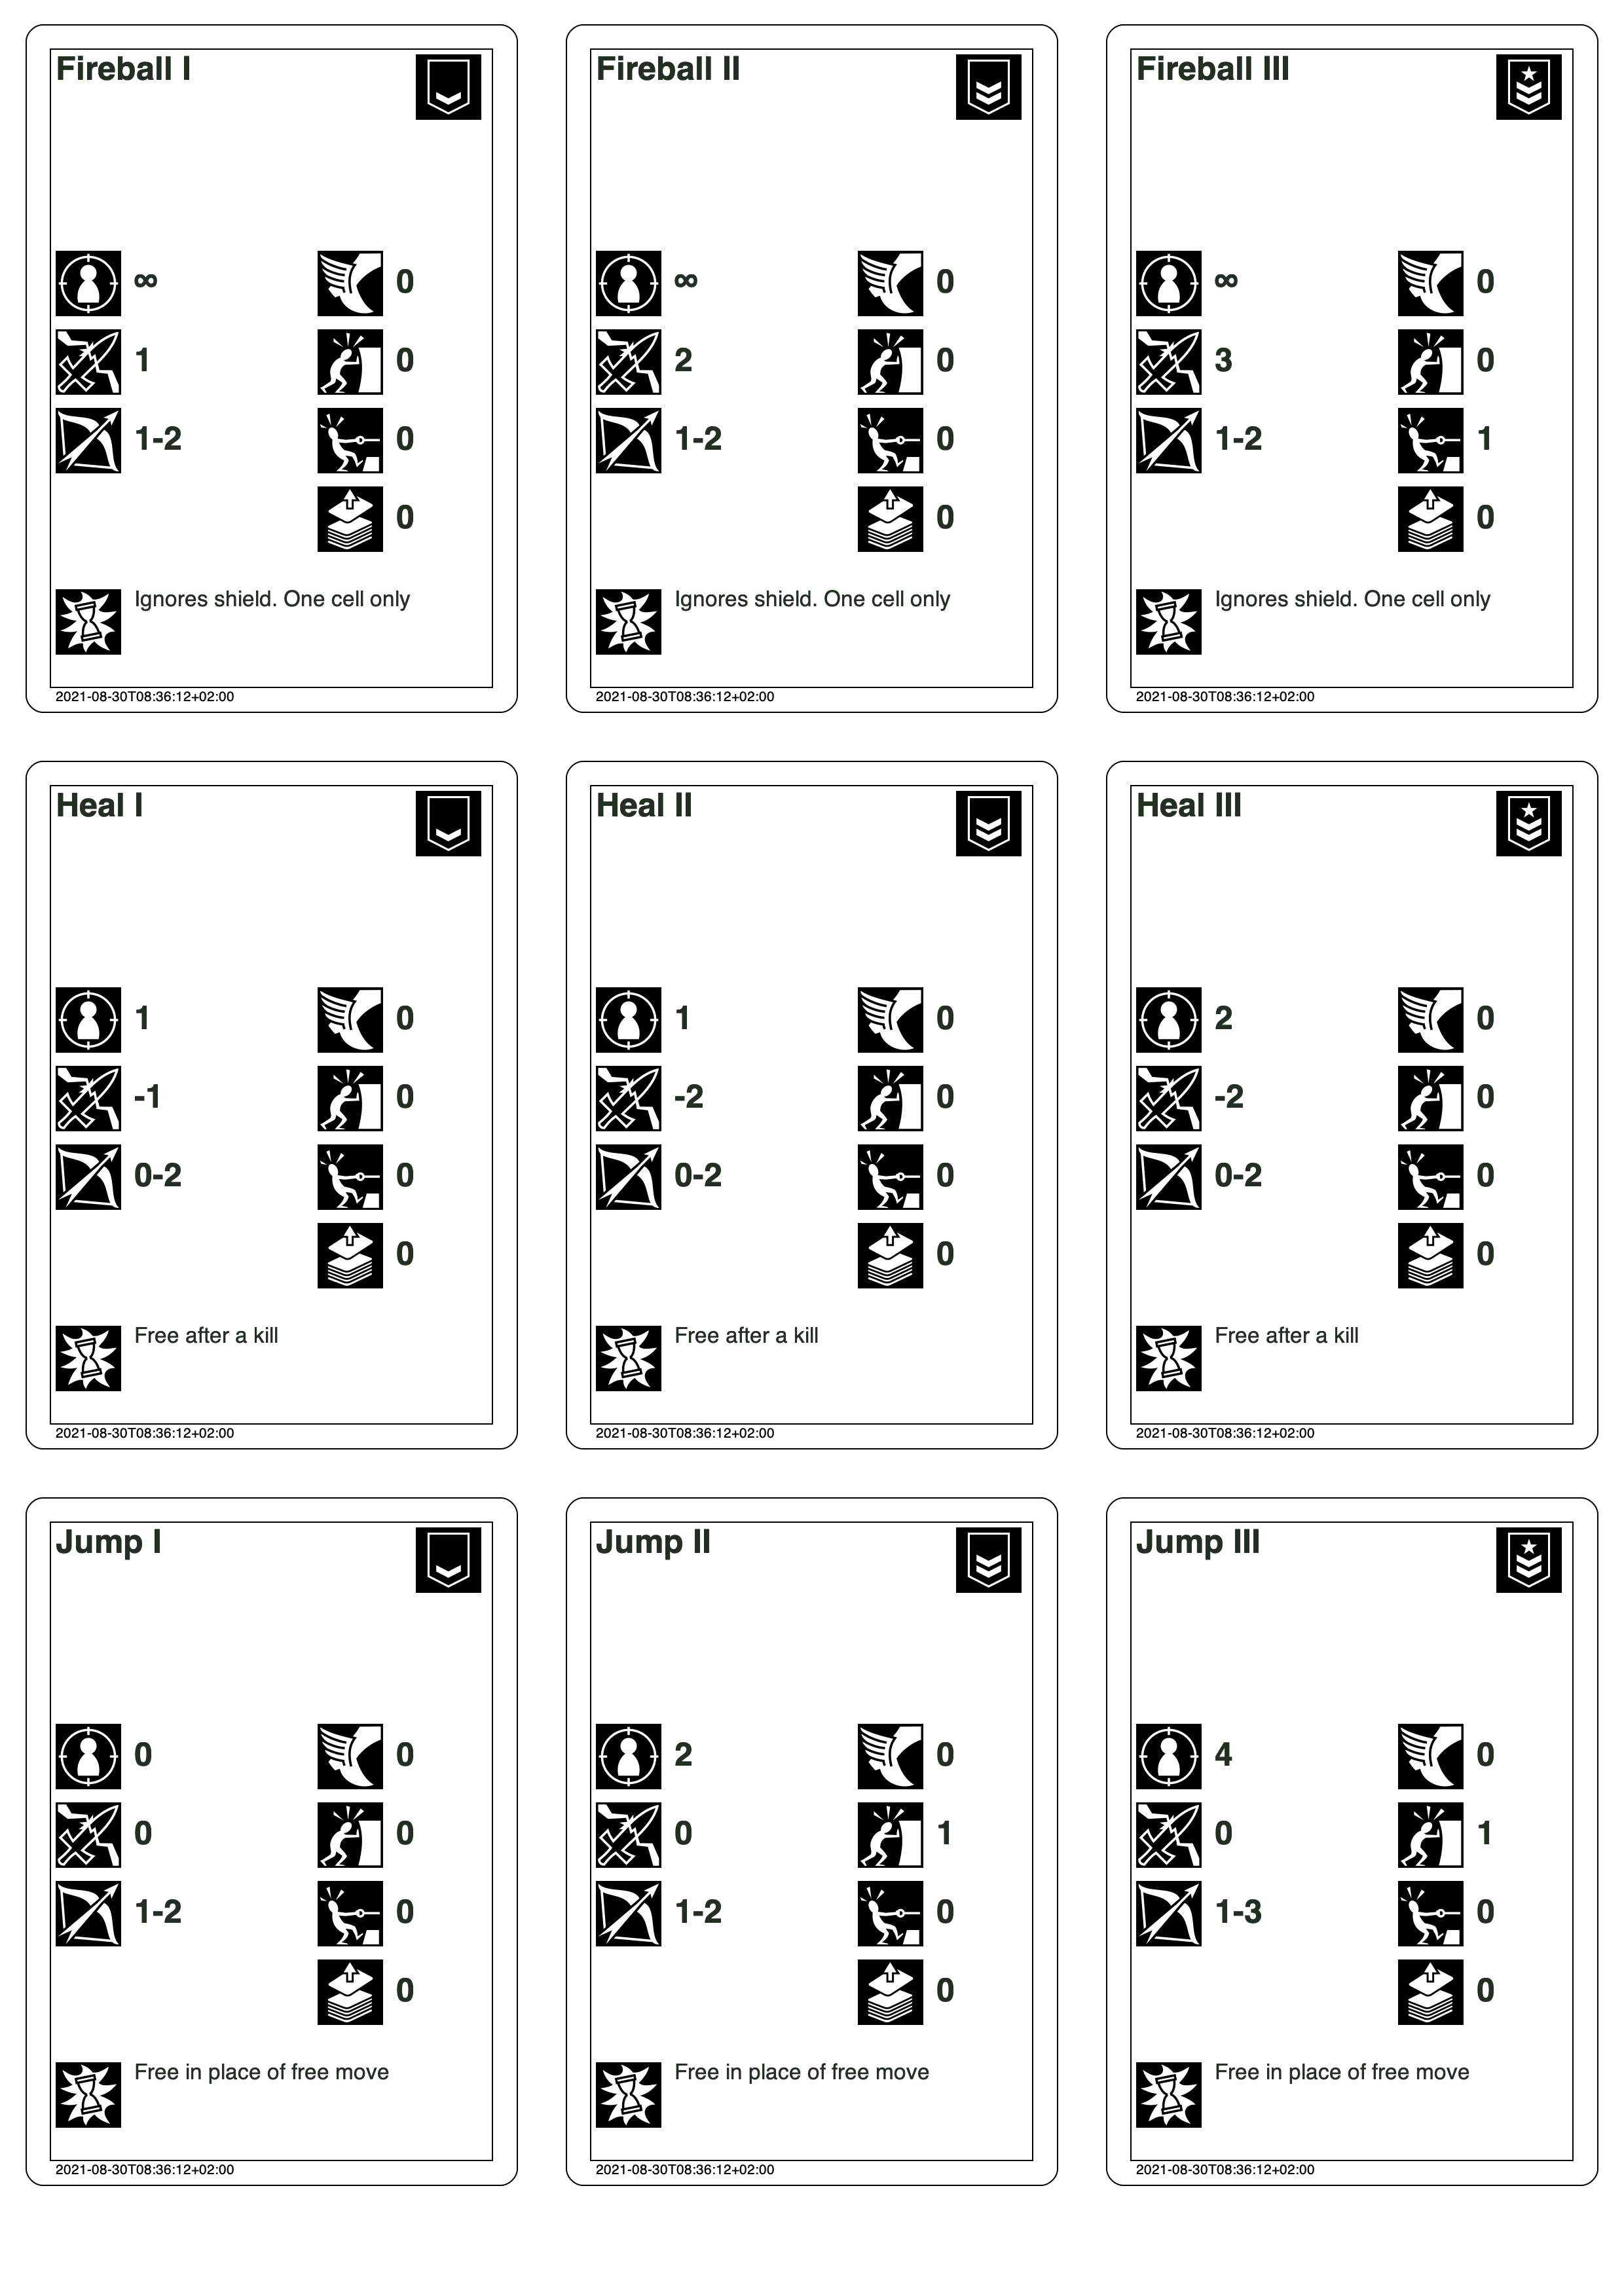 Fireball I
∞ 0
1 0
1-2 0
0
Ignores shield. One cell only
2021-08-30T08:36:12+02:00
Fireball II
∞ 0
2 0
1-2 0
0
Ignores shield. One cell only
2021-08-30T08:36:12+02:00
Fireball III
∞ 0
3 0
1-2 1
0
Ignores shield. One cell only
2021-08-30T08:36:12+02:00
Heal I
1 0
-1 0
0-2 0
0
Free after a kill
2021-08-30T08:36:12+02:00
Heal II
1 0
-2 0
0-2 0
0
Free after a kill
2021-08-30T08:36:12+02:00
Heal III
2 0
-2 0
0-2 0
0
Free after a kill
2021-08-30T08:36:12+02:00
Jump I
0 0
0 0
1-2 0
0
Free in place of free move
2021-08-30T08:36:12+02:00
Jump II
2 0
0 1
1-2 0
0
Free in place of free move
2021-08-30T08:36:12+02:00
Jump III
4 0
0 1
1-3 0
0
Free in place of free move
2021-08-30T08:36:12+02:00